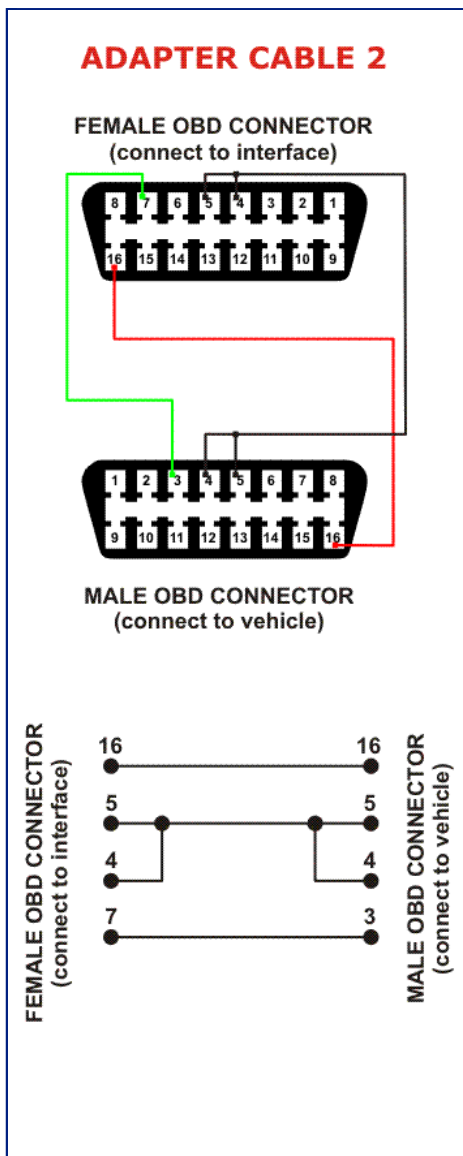 ADAPTER CABLE 2
FEMALE OBD CONNECTOR
(connect to interface)
8 7 6 5 4 3 2 1
16 15 14 13 12 11 10 9
1 2 3 4 5 6 7 8
9 10 11 12 13 14 15 16
MALE OBD CONNECTOR
(connect to vehicle)
FEMALE OBD CONNECTOR
(connect to interface)
16 16
5 5
4 4
7 3
MALE OBD CONNECTOR
(connect to vehicle)